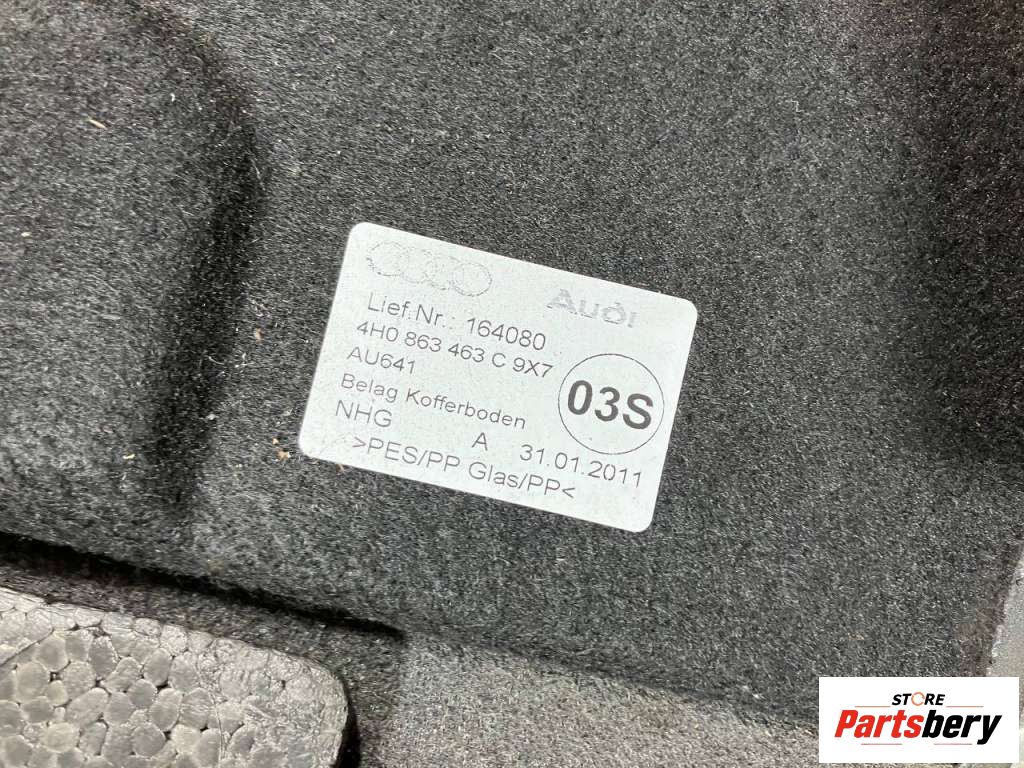 Audi
Lief.Nr.: 164080
4H0 863 463 C 9X7
AU641
Belag Kofferboden
03S
NHG A 31.01.2011
>PES/PP Glas/PP<
STORE
Partsbery